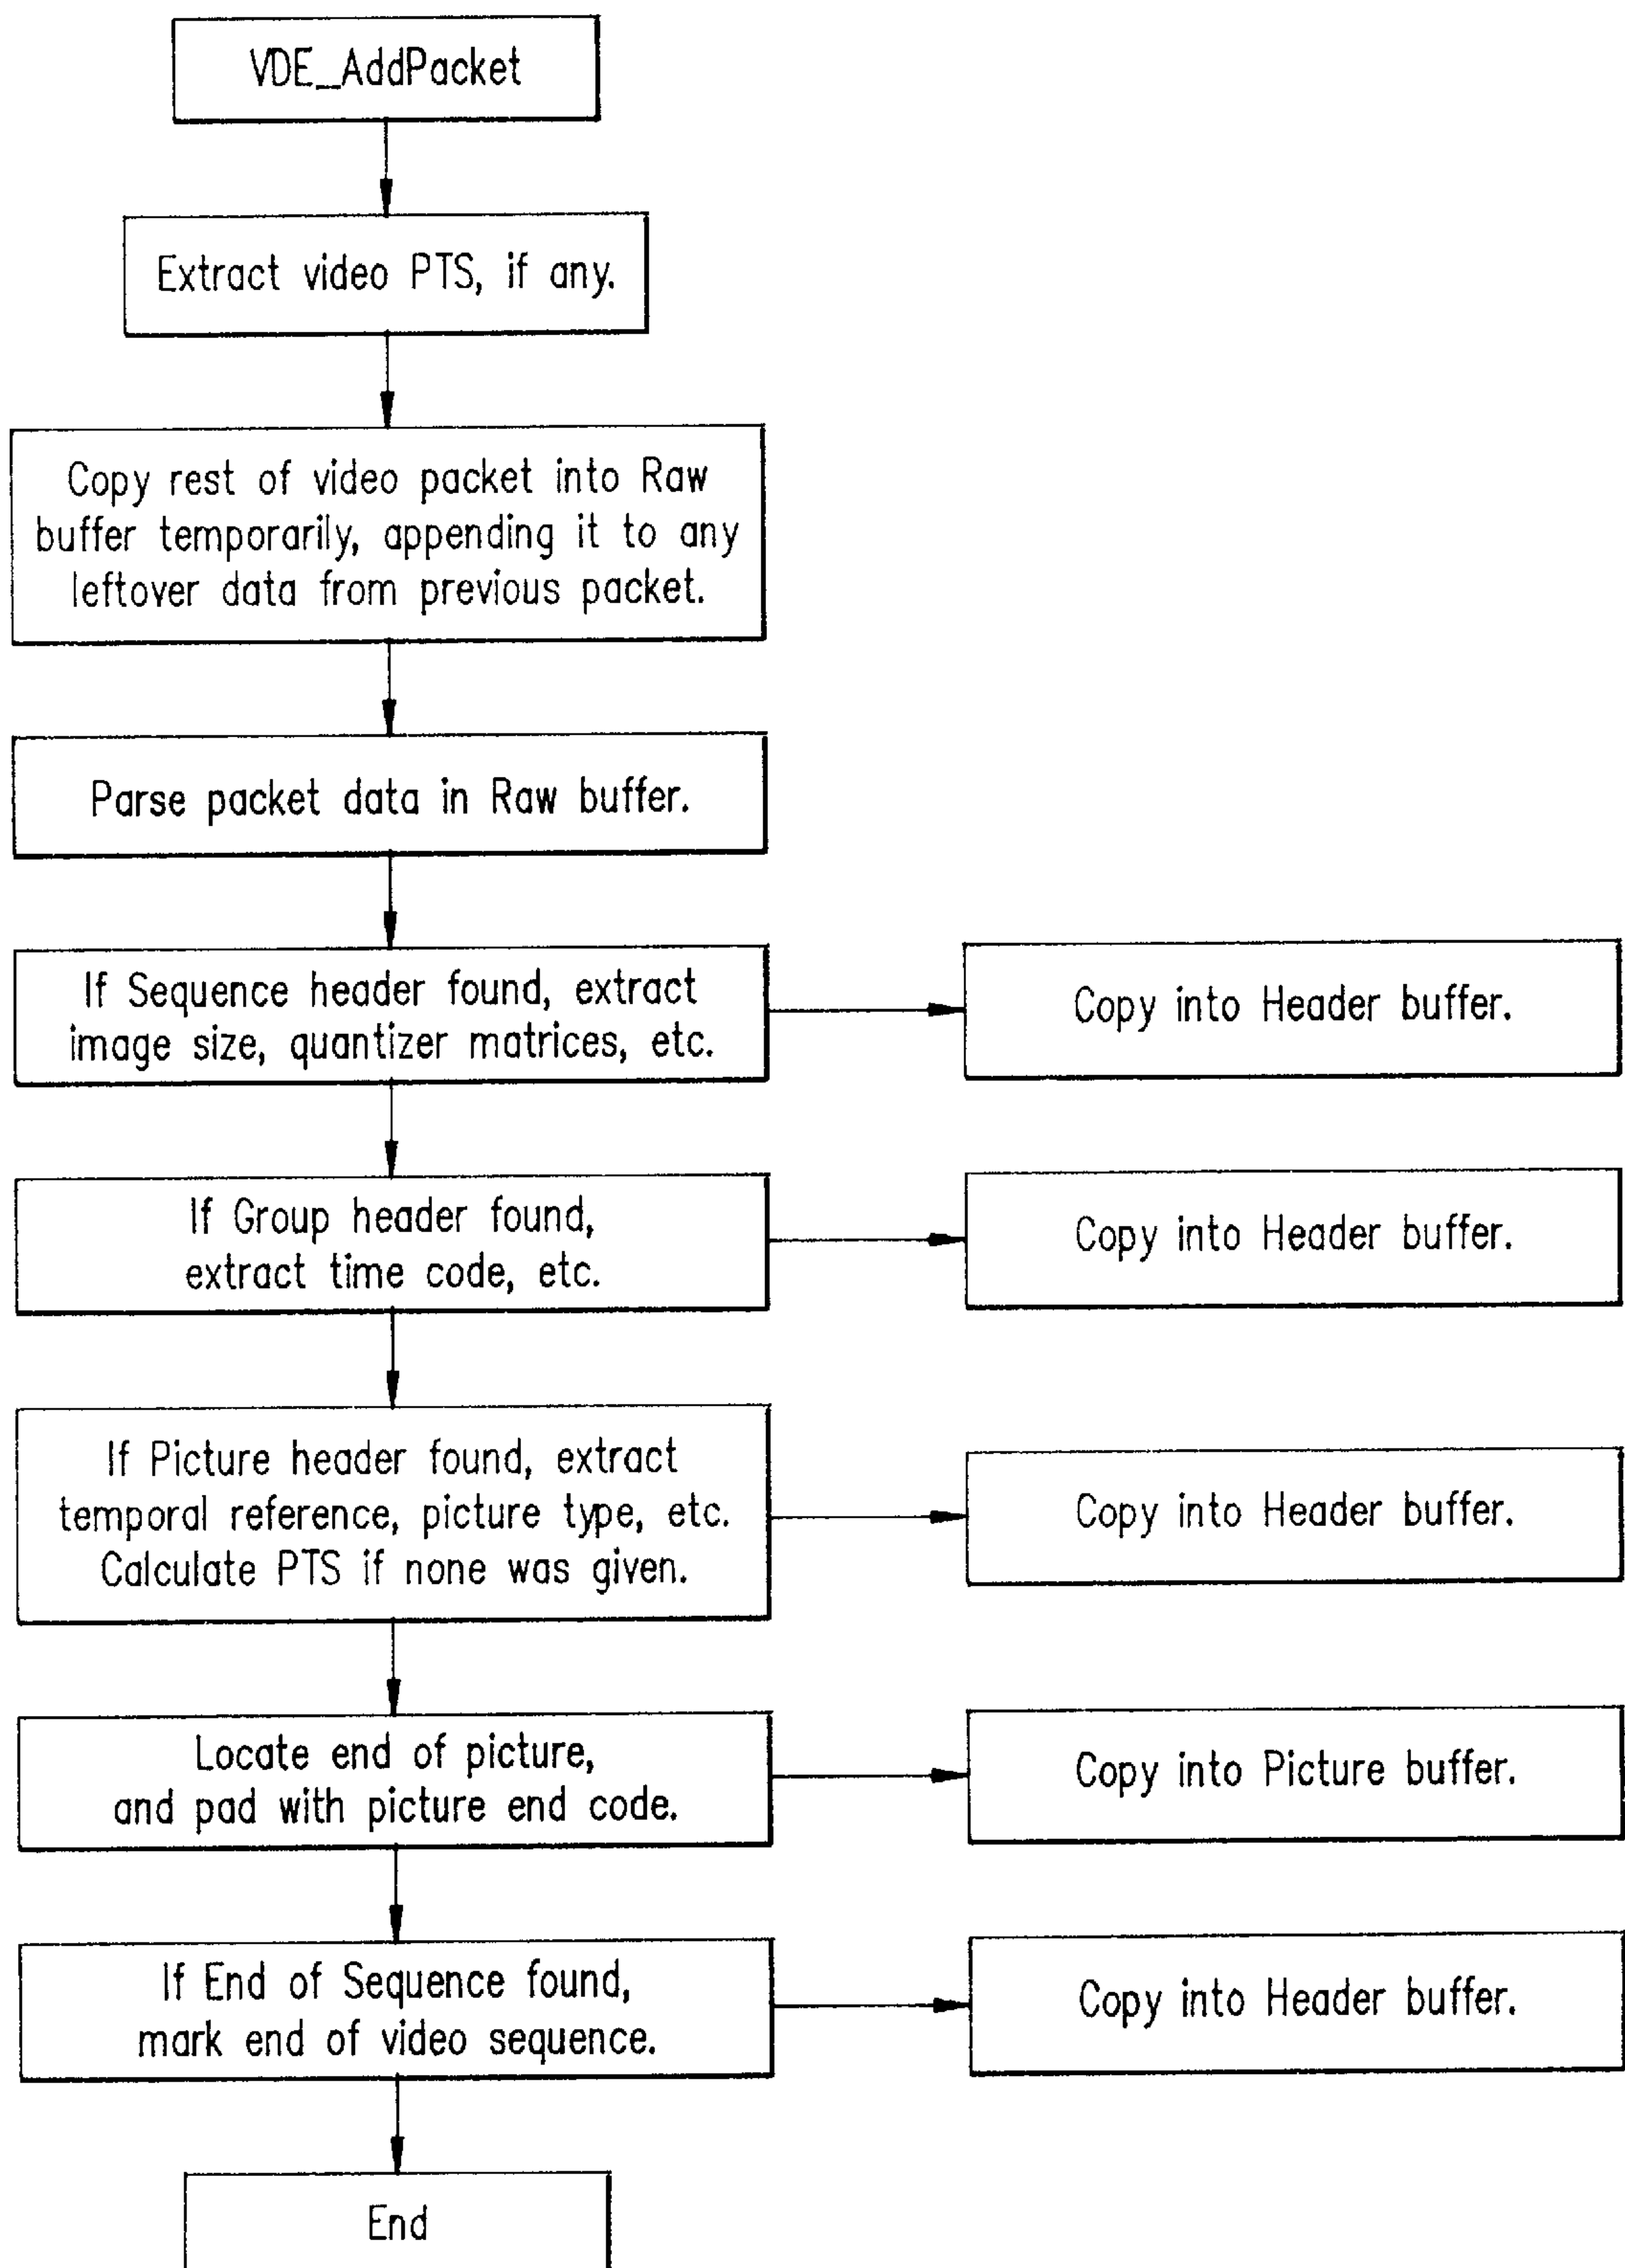 VDE_AddPacket
Extract video PTS, if any.
Copy rest of video packet into Raw
buffer temporarily, appending it to any
leftover data from previous packet.
Parse packet data in Raw buffer.
If Sequence header found, extract
image size, quantizer matrices, etc.
Copy into Header buffer.
If Group header found,
extract time code, etc.
Copy into Header buffer.
If Picture header found, extract
temporal reference, picture type, etc.
Calculate PTS if none was given.
Copy into Header buffer.
Locate end of picture,
and pad with picture end code.
Copy into Picture buffer.
If End of Sequence found,
mark end of video sequence.
Copy into Header buffer.
End